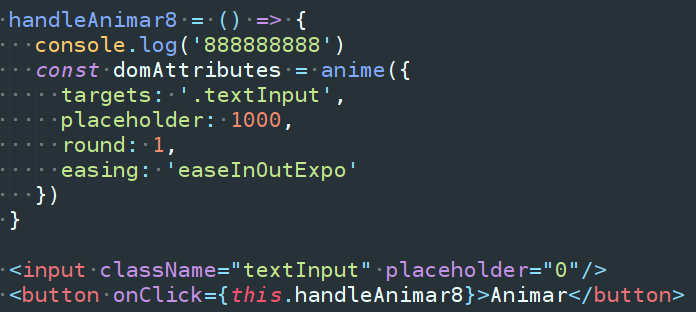 handleAnimar8 = () => {
console.log('888888888')
const domAttributes = anime({
targets: '.textInput',
placeholder: 1000,
round: 1,
easing: 'easeInOutExpo'
})
}
<input className="textInput" placeholder="0"/>
<button onClick={this.handleAnimar8}>Animar</button>